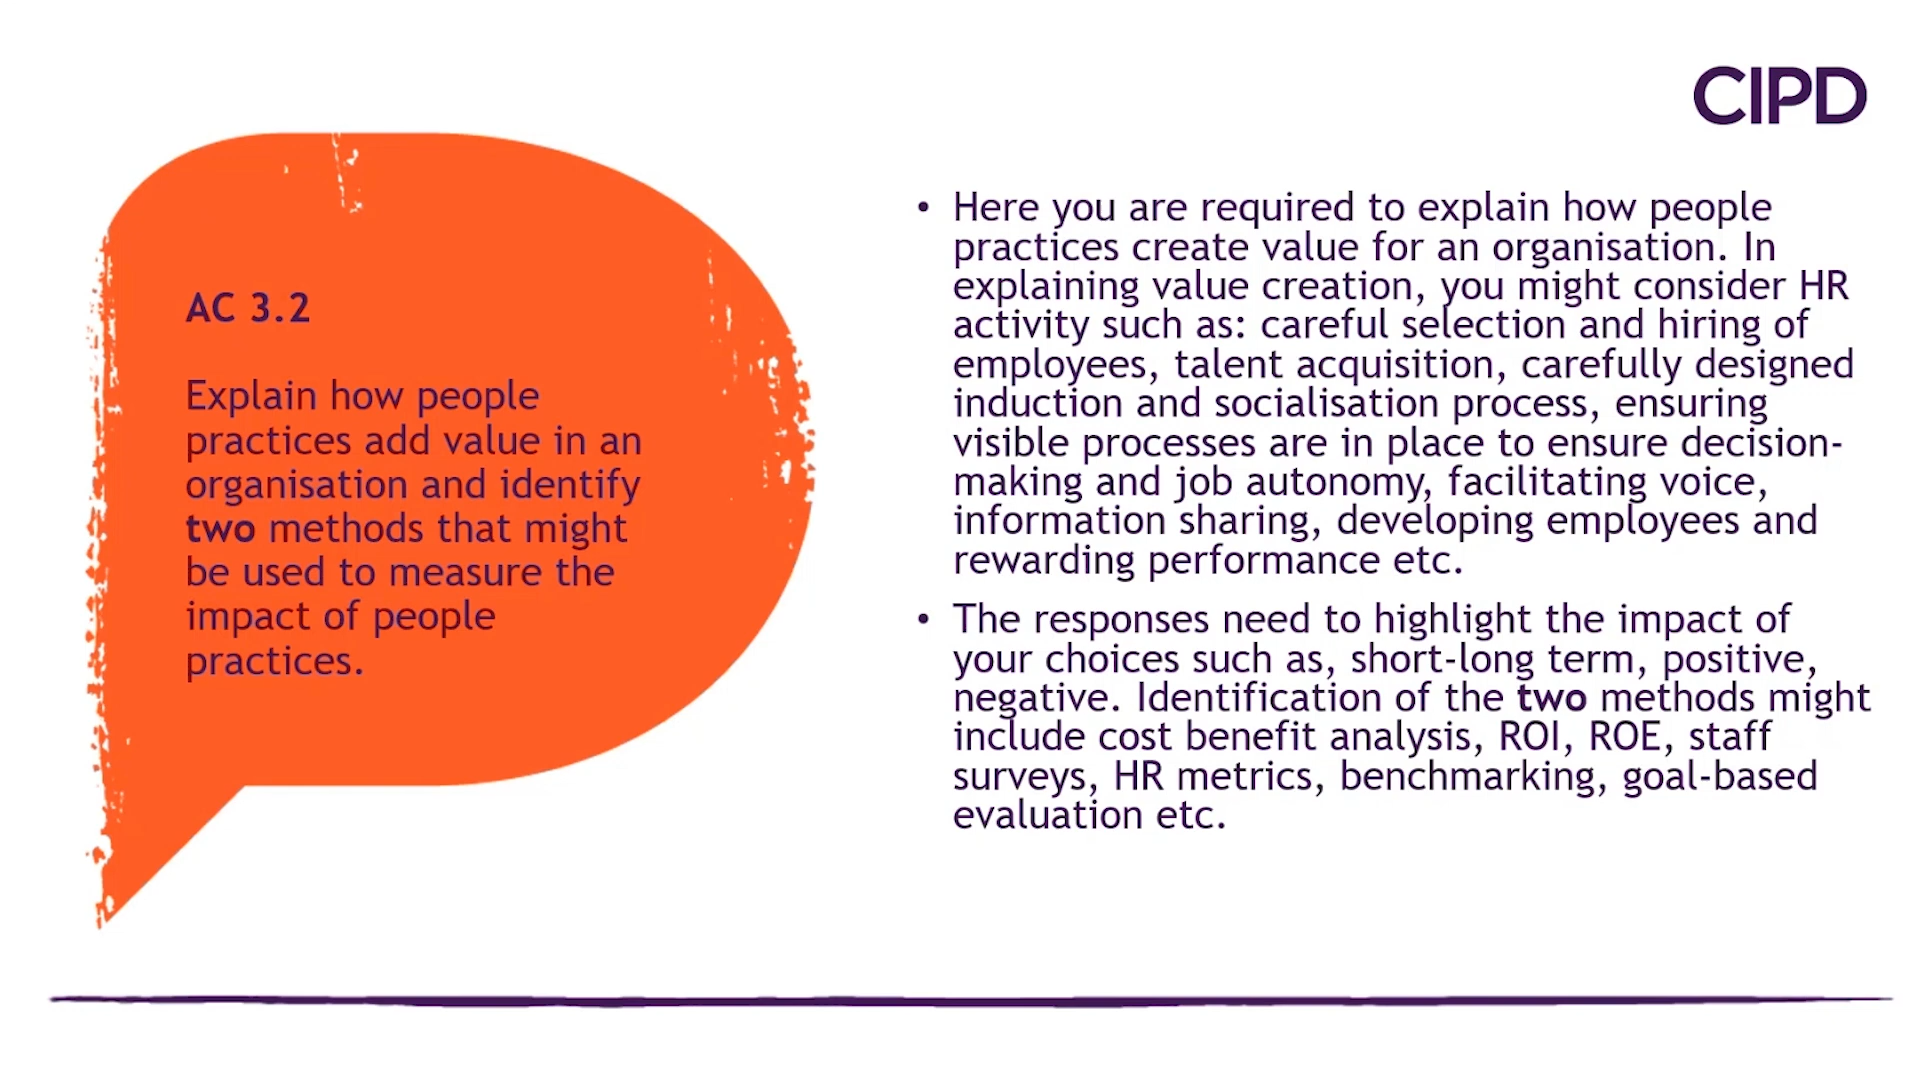 CIPD
AC 3.2
Explain how people
practices add value in an
organisation and identify
two methods that might
be used to measure the
impact of people
practices.
• Here you are required to explain how people
practices create value for an organisation. In
explaining value creation, you might consider HR
activity such as: careful selection and hiring of
employees, talent acquisition, carefully designed
induction and socialisation process, ensuring
visible processes are in place to ensure decision-
making and job autonomy, facilitating voice,
information sharing, developing employees and
rewarding performance etc.
• The responses need to highlight the impact of
your choices such as, short-long term, positive,
negative. Identification of the two methods might
include cost benefit analysis, ROI, ROE, staff
surveys, HR metrics, benchmarking, goal-based
evaluation etc.